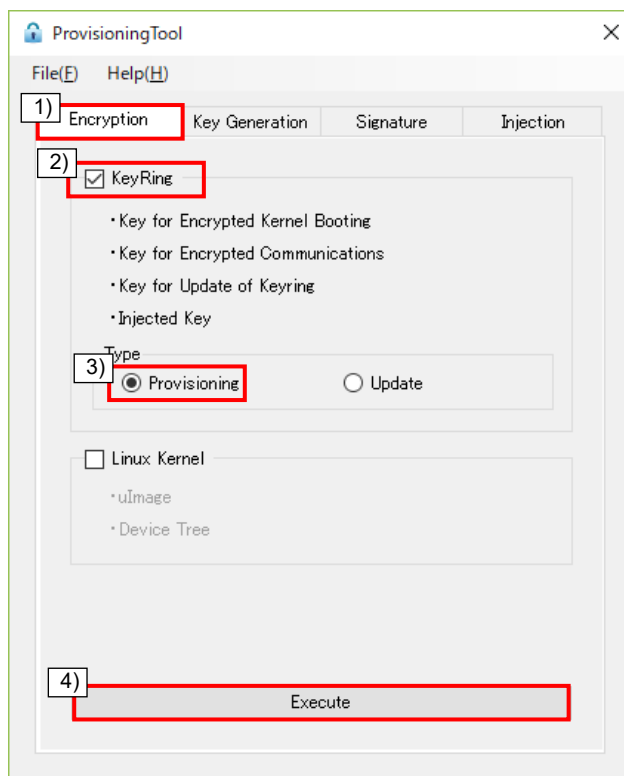 ProvisioningTool
File(F) Help(H)
1)
Encryption Key Generation Signature Injection
2)
KeyRing
・Key for Encrypted Kernel Booting
・Key for Encrypted Communications
・Key for Update of Keyring
・Injected Key
Type
3)
Provisioning Update
Linux Kernel
・uImage
・Device Tree
4)
Execute